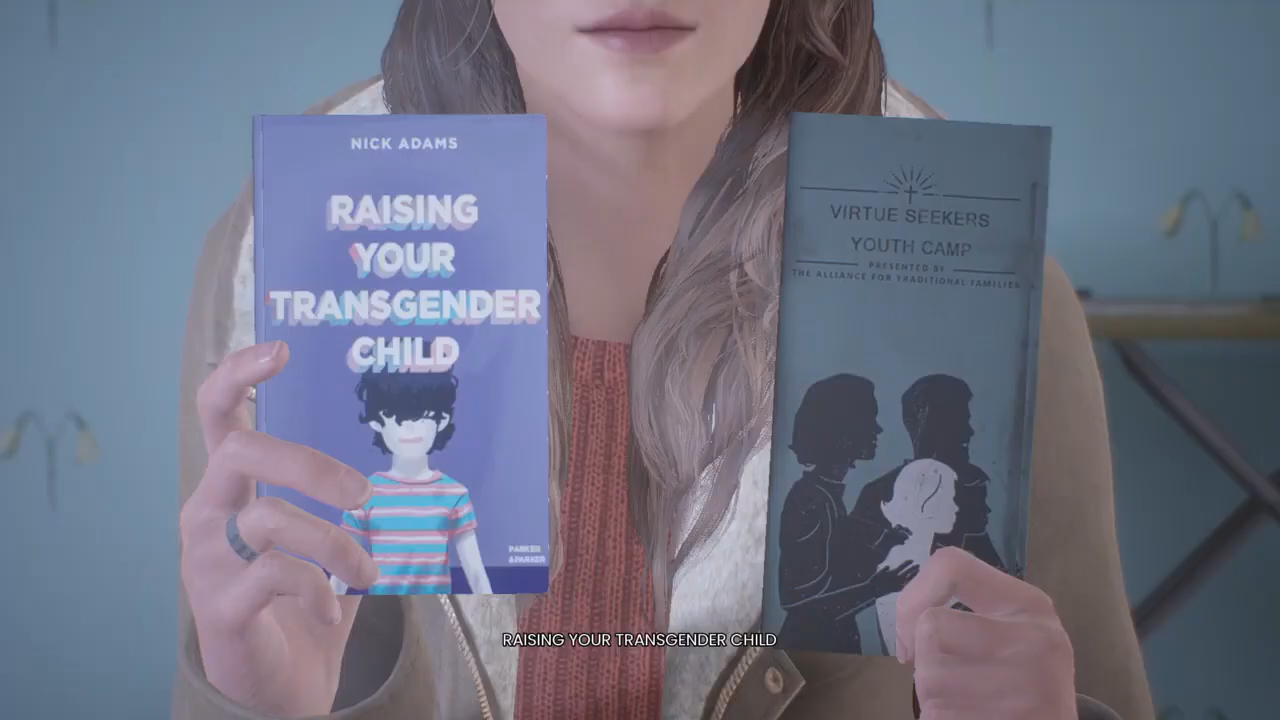 NICK ADAMS
RAISING
YOUR
TRANSGENDER
CHILD
PARKER
&PARKER
VIRTUE SEEKERS
YOUTH CAMP
PRESENTED BY
THE ALLIANCE FOR TRADITIONAL FAMILIES
RAISING YOUR TRANSGENDER CHILD